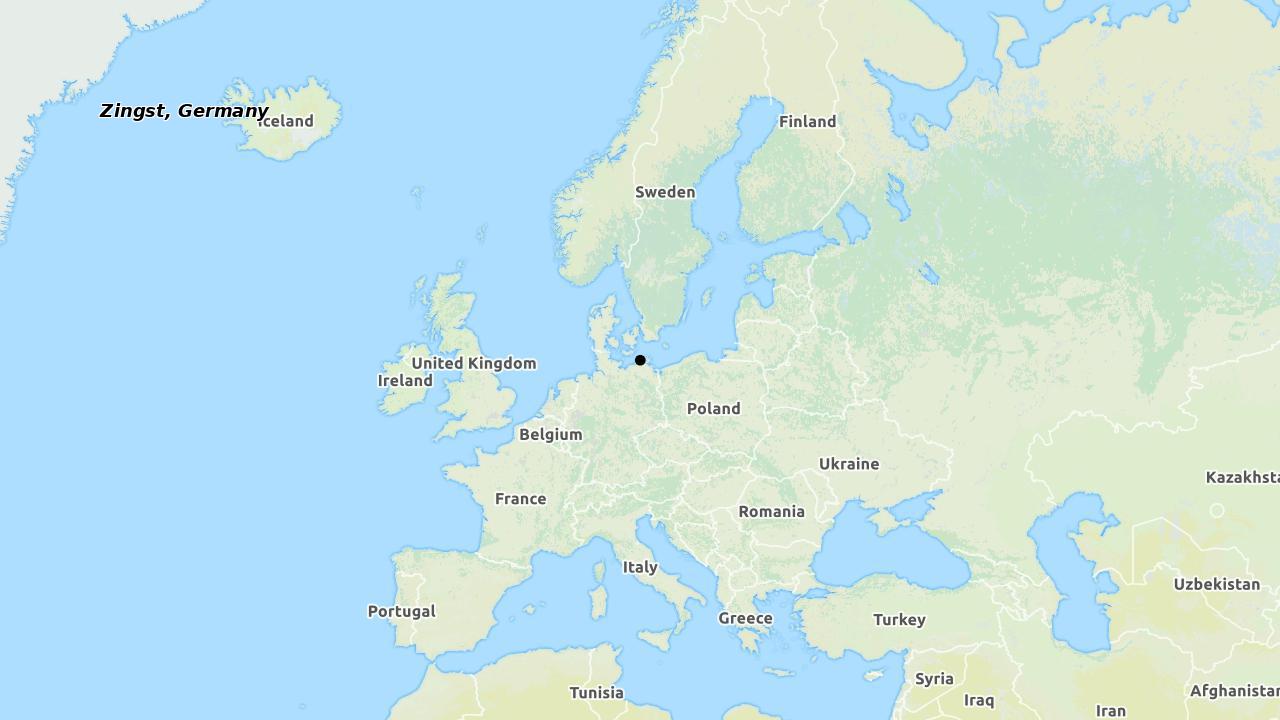 Zingst, Germany
Iceland
Finland
Sweden
United Kingdom
Ireland
Poland
Belgium
Ukraine
Kazakhsta
France
Romania
Italy
Uzbekistan
Portugal
Greece
Turkey
Syria
Tunisia
Iraq
Afghanistan
Iran